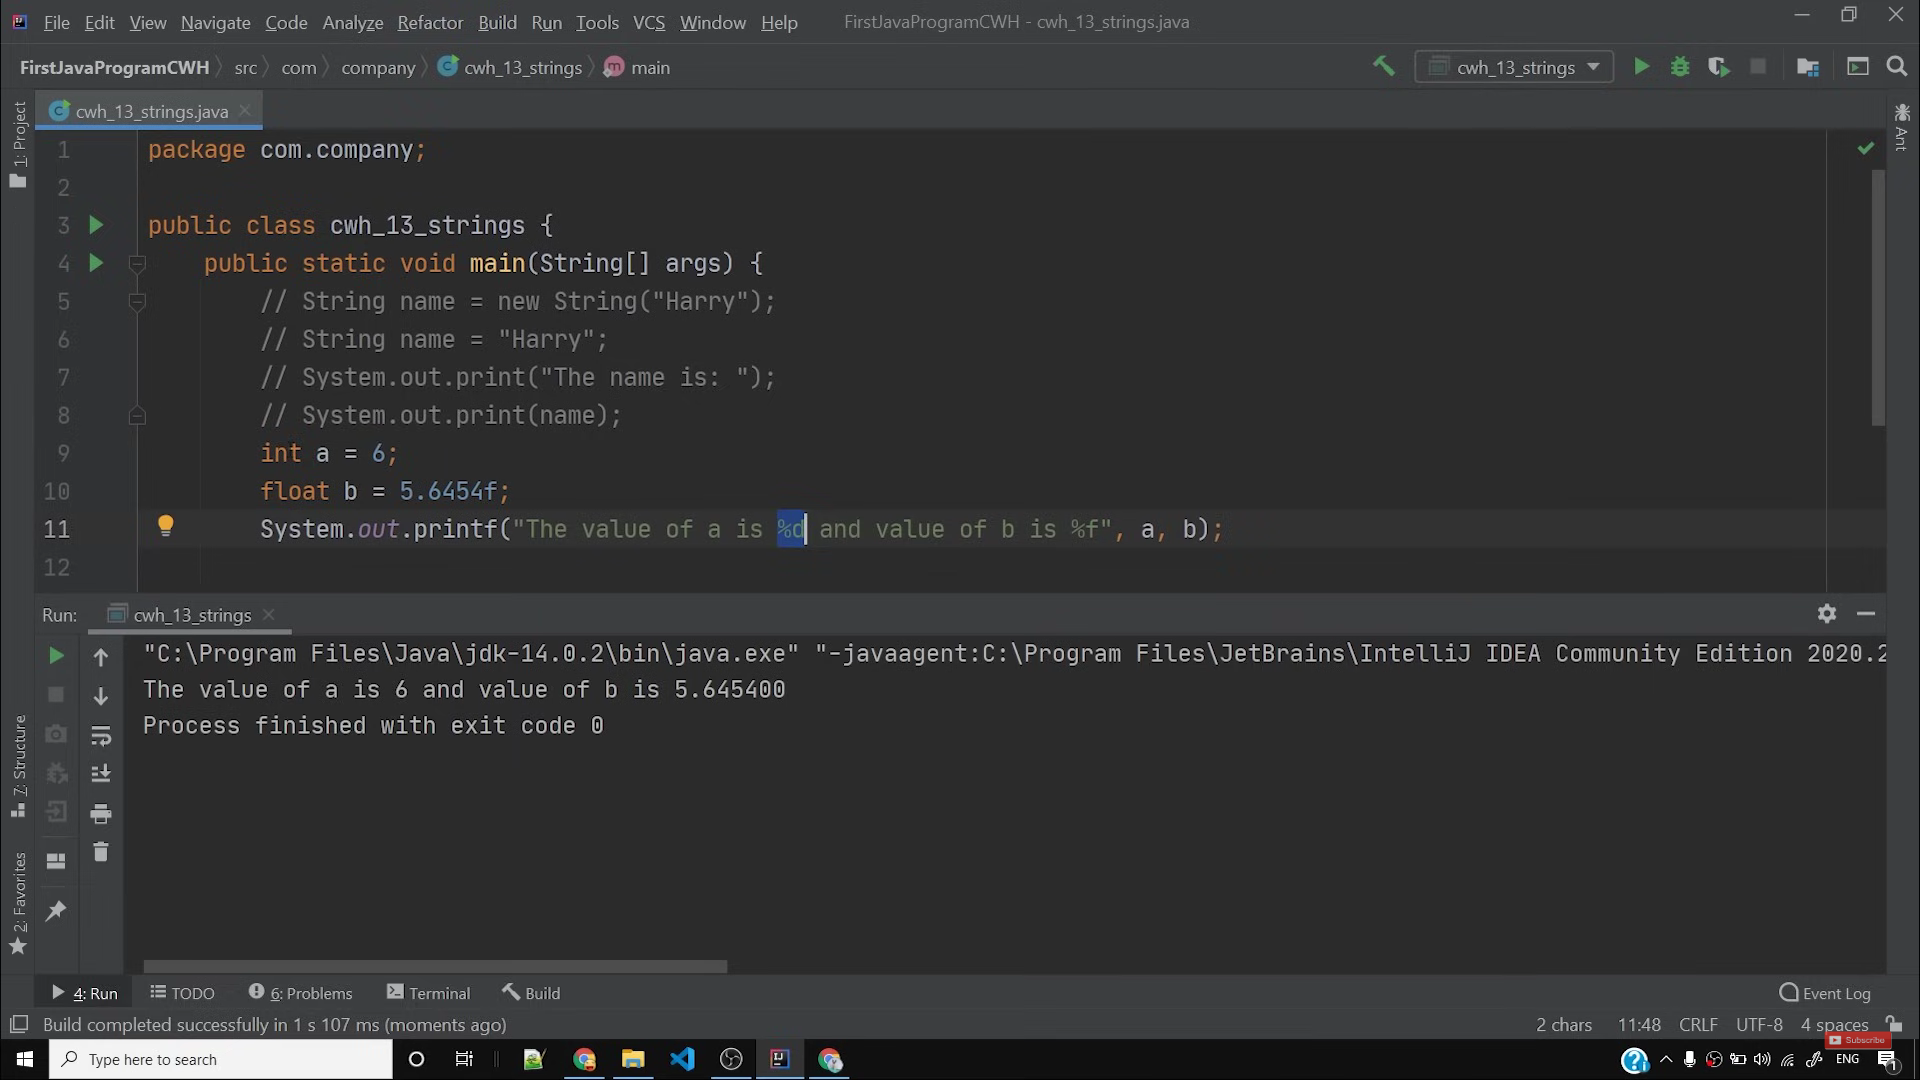 File Edit View Navigate Code Analyze Refactor Build Run Tools VCS Window Help FirstJavaProgramCWH - cwh_13_strings.java
FirstJavaProgramCWH src com company cwh_13_strings main cwh_13_strings
cwh_13_strings.java
1: Project
Ant
1 package com.company;
2
3 public class cwh_13_strings {
4 public static void main(String[] args) {
5 // String name = new String("Harry");
6 // String name = "Harry";
7 // System.out.print("The name is: ");
8 // System.out.print(name);
9 int a = 6;
10 float b = 5.6454f;
11 System.out.printf("The value of a is %d and value of b is %f", a, b);
12
Run: cwh_13_strings
"C:\Program Files\Java\jdk-14.0.2\bin\java.exe" "-javaagent:C:\Program Files\JetBrains\IntelliJ IDEA Community Edition 2020.2
The value of a is 6 and value of b is 5.645400
Process finished with exit code 0
7: Structure
2: Favorites
4: Run TODO 6: Problems Terminal Build Event Log
Build completed successfully in 1 s 107 ms (moments ago) 2 chars 11:48 CRLF UTF-8 4 spaces
Subscribe
Type here to search ENG 1